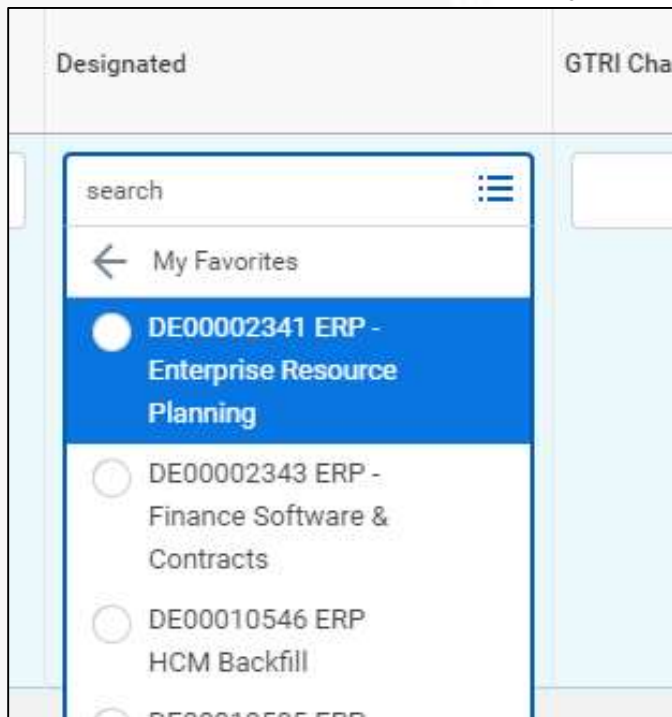 Designated
GTRI Cha
search
My Favorites
DE00002341 ERP -
Enterprise Resource
Planning
DE00002343 ERP -
Finance Software &
Contracts
DE00010546 ERP
HCM Backfill